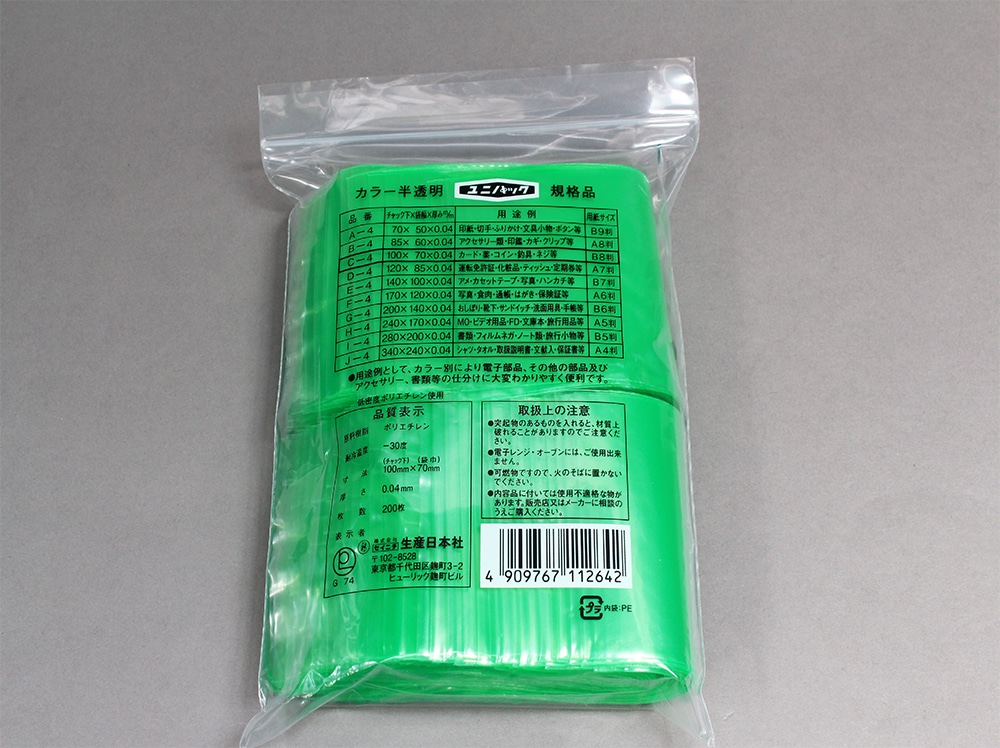 カラー半透明 ユニパック 規格品
品番 チャック下×袋幅×厚み㎜ 用途例 用紙サイズ
A-4 70×50×0.04 印紙・切手・ふりかけ・文具小物・ボタン等 B9判
B-4 85×60×0.04 アクセサリー類・印鑑・カギ・クリップ等 A8判
C-4 100×70×0.04 カード・薬・コイン・釣具・ネジ等 B8判
D-4 120×85×0.04 運転免許証・化粧品・ティッシュ・定期券等 A7判
E-4 140×100×0.04 アメ・カセットテープ・写真・ハンカチ等 B7判
F-4 170×120×0.04 写真・食肉・通帳・はがき・保険証等 A6判
G-4 200×140×0.04 おしぼり・靴下・サンドイッチ・洗面用具・手帳等 B6判
H-4 240×170×0.04 MO・ビデオ用品・FD・文庫本・旅行用品等 A5判
I-4 280×200×0.04 書類・フィルムネガ・ノート類・旅行小物等 B5判
J-4 340×240×0.04 シャツ・タオル・取扱説明書・文献入・保証書等 A4判
●用途例として、カラー別により電子部品、その他の部品及び
アクセサリー、書類等の仕分けに大変わかりやすく便利です。
低密度ポリエチレン使用
品質表示
原料樹脂 ポリエチレン
耐冷温度 -30度
(チャック下) (袋巾)
寸法 100mm×70mm
厚さ 0.04mm
枚数 200枚
表示者
株式会社 セイニチ 生産日本社
〒102-8528
東京都千代田区麹町3-2
ヒューリック麹町ビル
G 74
取扱上の注意
●突起物のあるものを入れると、材質上
破れることがありますのでご注意くだ
さい。
●電子レンジ・オーブンには、ご使用出来
ません。
●可燃物ですので、火のそばに置かない
でください。
●内容品に付いては使用不適格な物が
あります。販売店又はメーカーに相談の
うえご購入ください。
4 909767 112642
プラ 内袋:PE